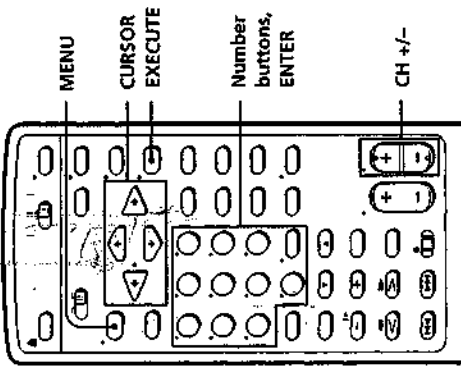 MENU
CURSOR
EXECUTE
Number
buttons,
ENTER
CH +/–